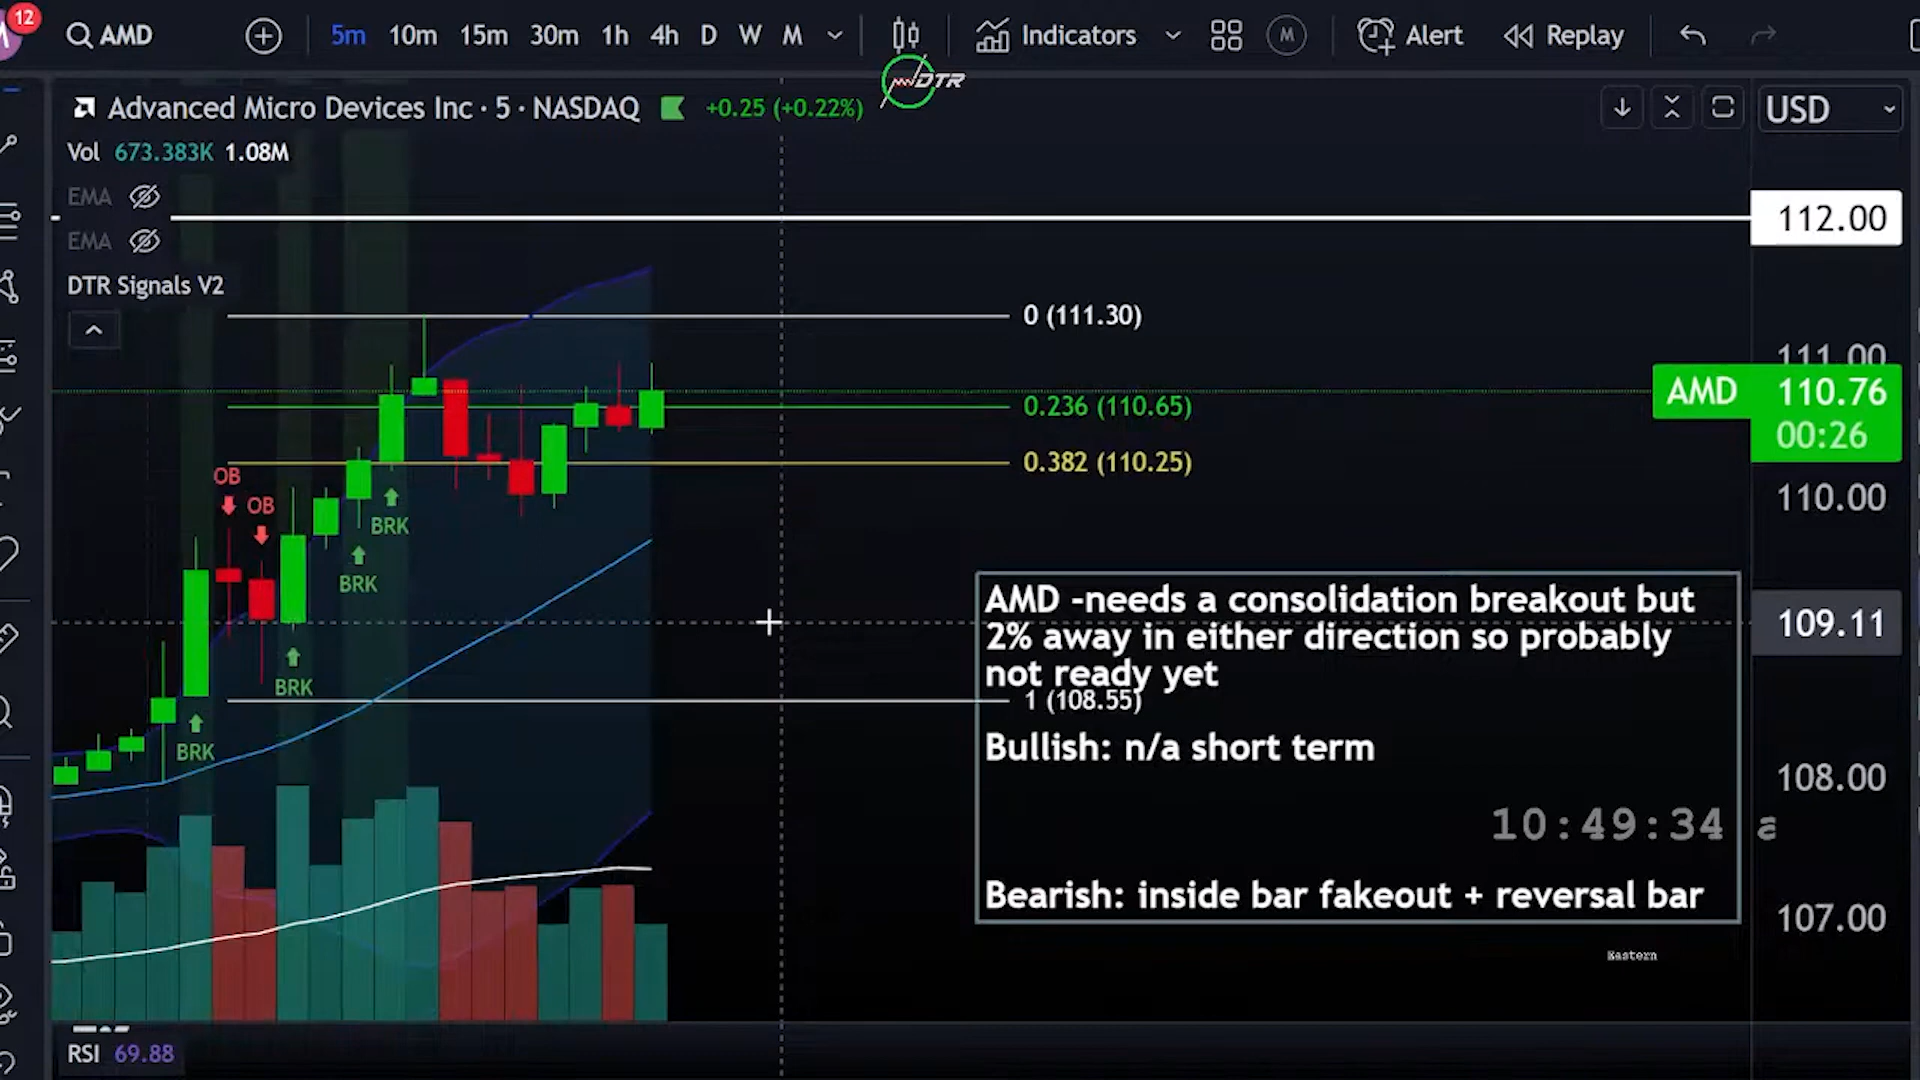 12
AMD
5m 10m 15m 30m 1h 4h D W M
Indicators
M
Alert
Replay
DTR
Advanced Micro Devices Inc · 5 · NASDAQ
+0.25 (+0.22%)
USD
Vol 673.383K 1.08M
EMA
EMA
DTR Signals V2
112.00
0 (111.30)
111.00
AMD 110.76
00:26
0.236 (110.65)
0.382 (110.25)
110.00
OB
OB
BRK
BRK
BRK
BRK
AMD -needs a consolidation breakout but
2% away in either direction so probably
not ready yet
109.11
1 (108.55)
Bullish: n/a short term
108.00
10:49:34 a
Bearish: inside bar fakeout + reversal bar
107.00
Eastern
RSI 69.88